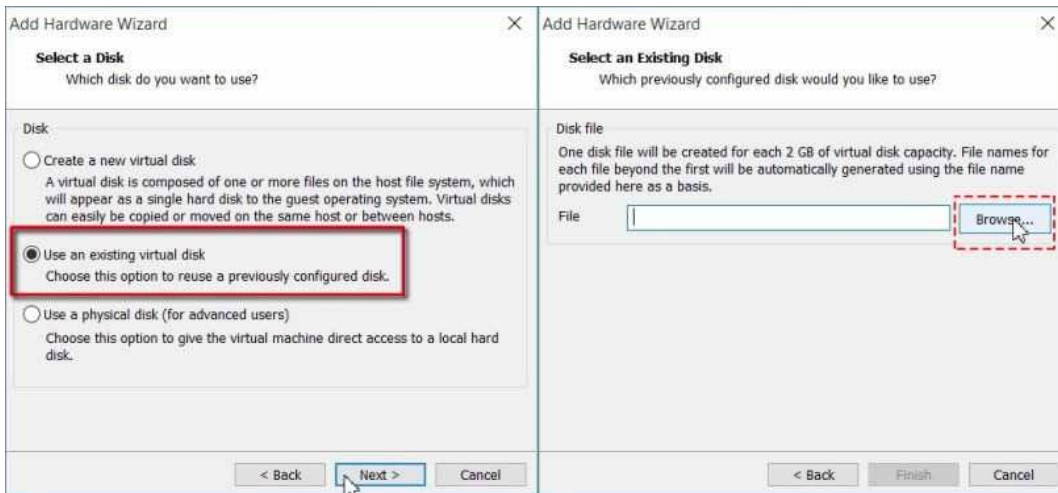 Add Hardware Wizard
Select a Disk
Which disk do you want to use?
Disk
Create a new virtual disk
A virtual disk is composed of one or more files on the host file system, which
will appear as a single hard disk to the guest operating system. Virtual disks
can easily be copied or moved on the same host or between hosts.
Use an existing virtual disk
Choose this option to reuse a previously configured disk.
Use a physical disk (for advanced users)
Choose this option to give the virtual machine direct access to a local hard
disk.
< Back
Next >
Cancel
Add Hardware Wizard
Select an Existing Disk
Which previously configured disk would you like to use?
Disk file
One disk file will be created for each 2 GB of virtual disk capacity. File names for
each file beyond the first will be automatically generated using the file name
provided here as a basis.
File
Browse...
< Back
Finish
Cancel